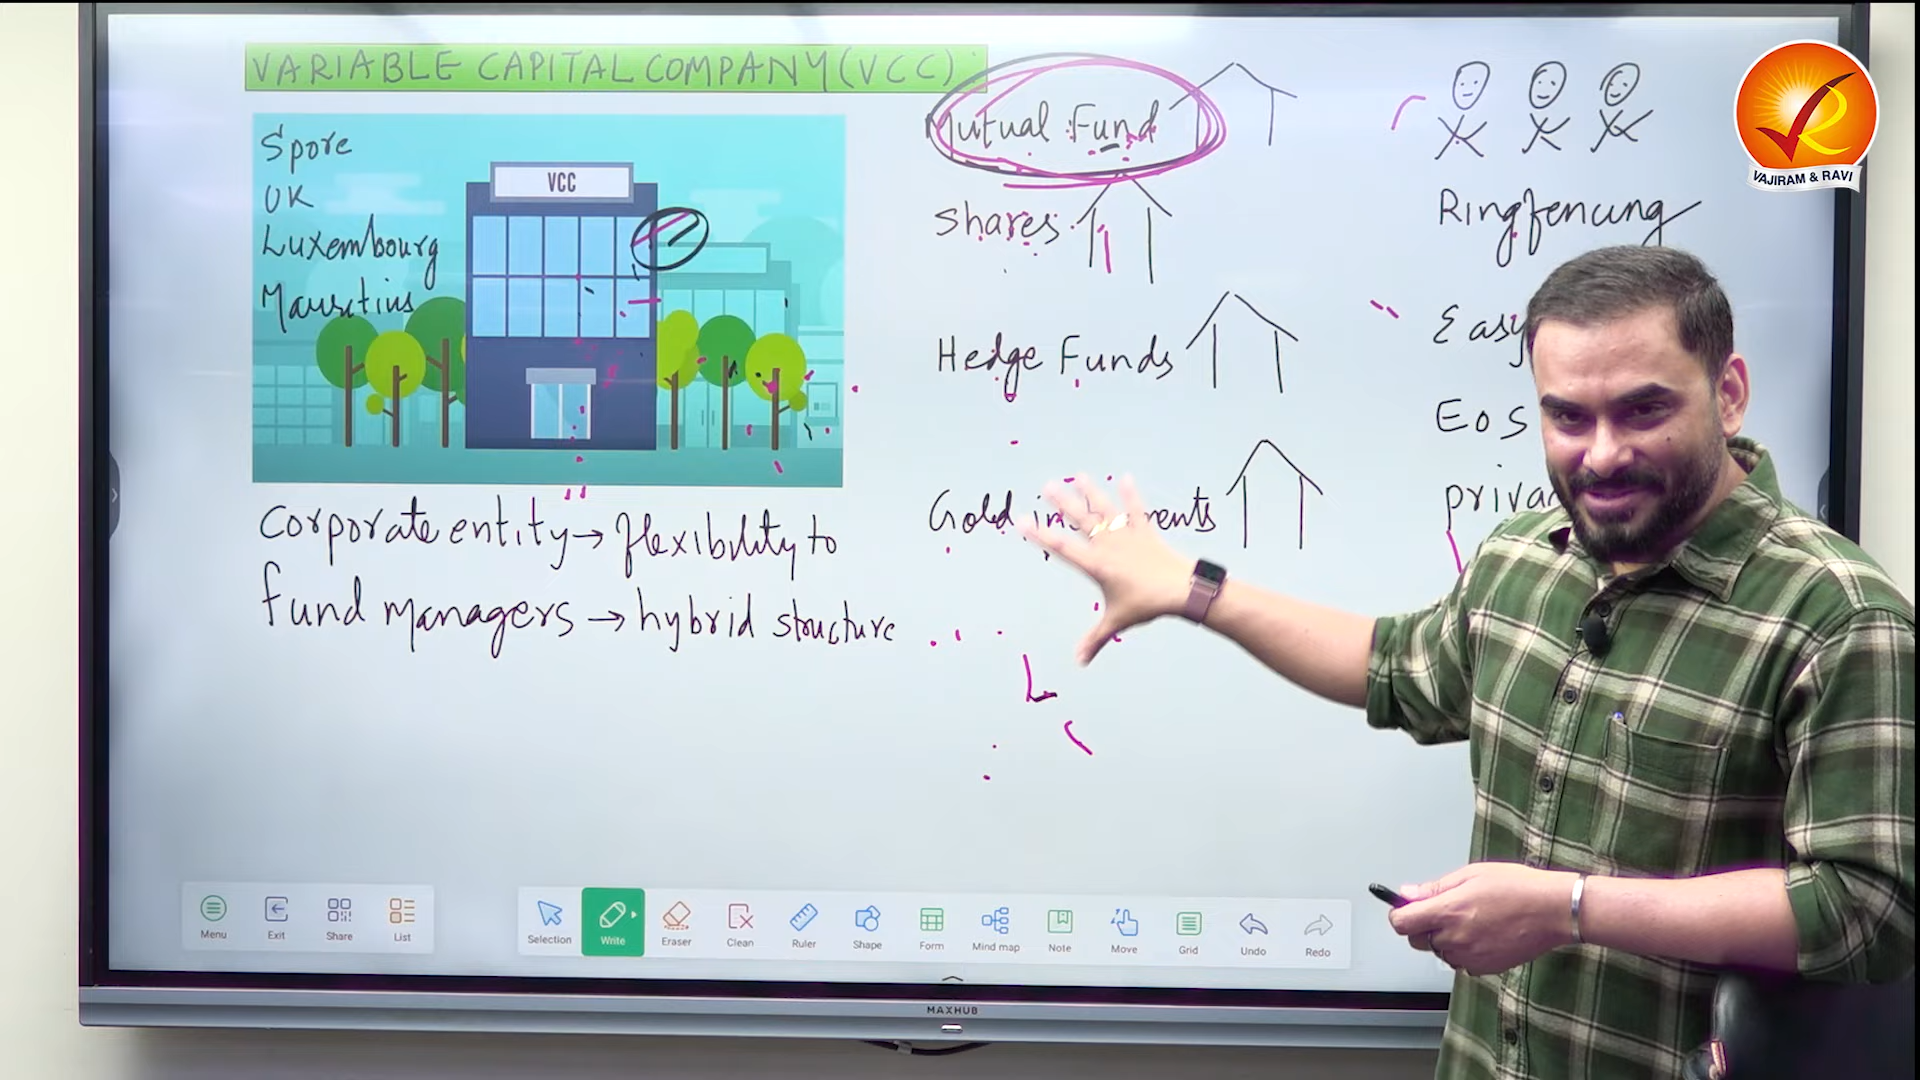 VARIABLE CAPITAL COMPANY (VCC):
Spore
UK
Luxembourg
Mauritius
VCC
Corporate entity → flexibility to
fund managers → hybrid structure
Mutual Fund
Shares
Hedge Funds
Gold
Ringfencing
Easy
EoS
VAJIRAM & RAVI
Menu
Exit
Share
List
Selection
Write
Eraser
Clean
Ruler
Shape
Form
Mind map
Note
Move
Grid
Undo
Redo
MAXHUB